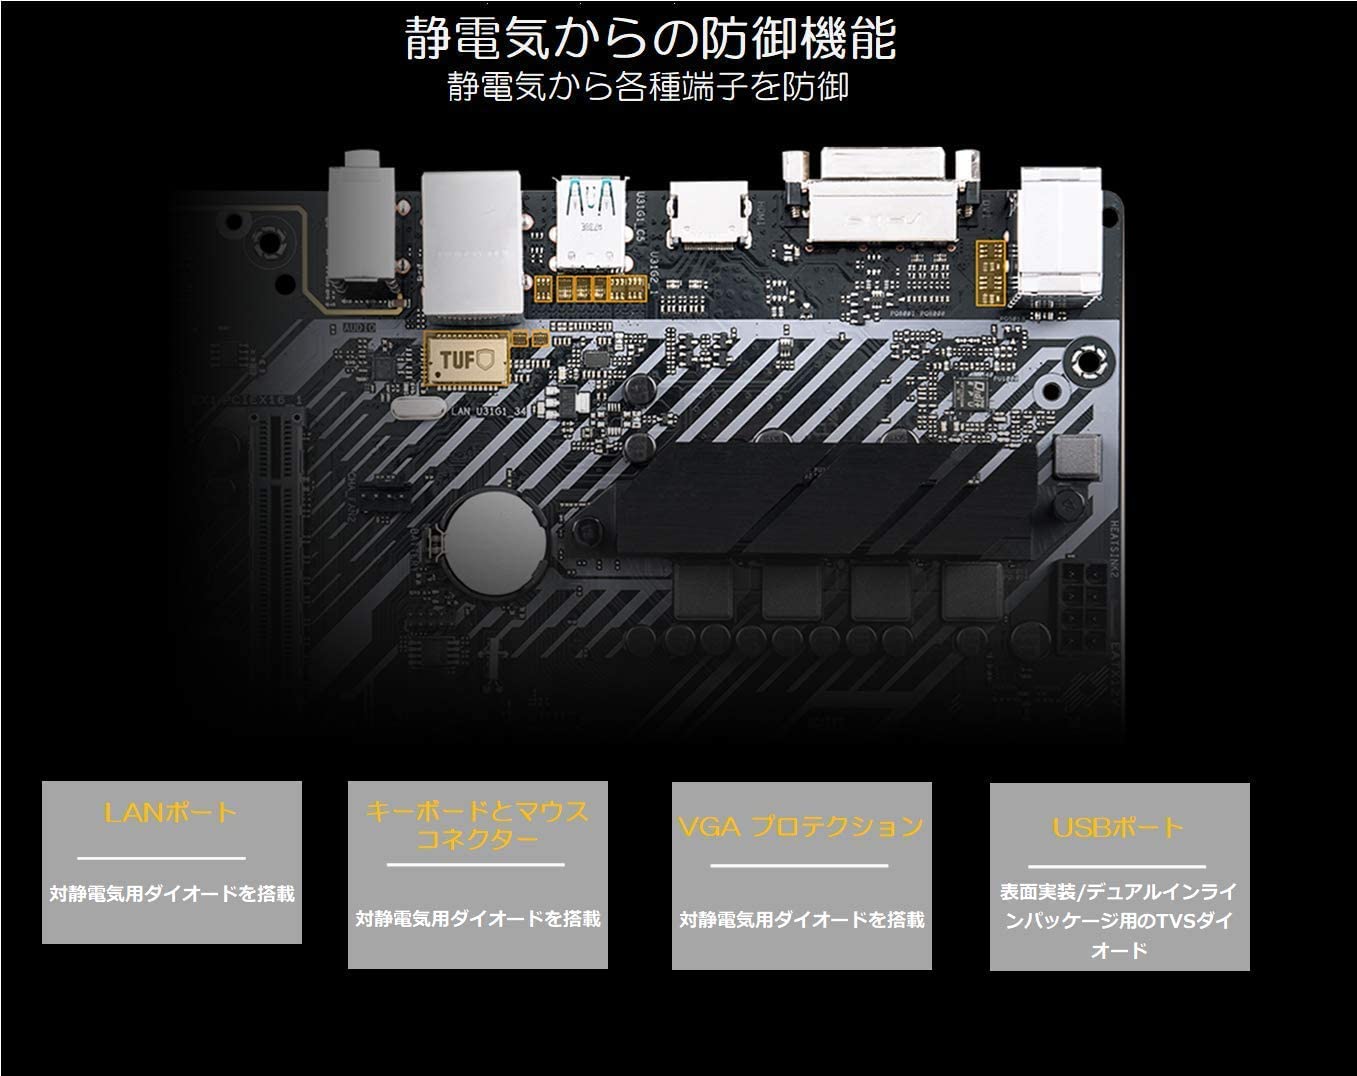 静電気からの防御機能
静電気から各種端子を防御
U31G1_C5
U31G2_1
HDMI
DVI
AUDIO
PQ8801 PQ8800
TUF
LAN_U31G1_34
CHA_FAN2
HEATSINK2
LANポート
対静電気用ダイオードを搭載
キーボードとマウス
コネクター
対静電気用ダイオードを搭載
VGA プロテクション
対静電気用ダイオードを搭載
USBポート
表面実装/デュアルインライ
ンパッケージ用のTVSダイ
オード